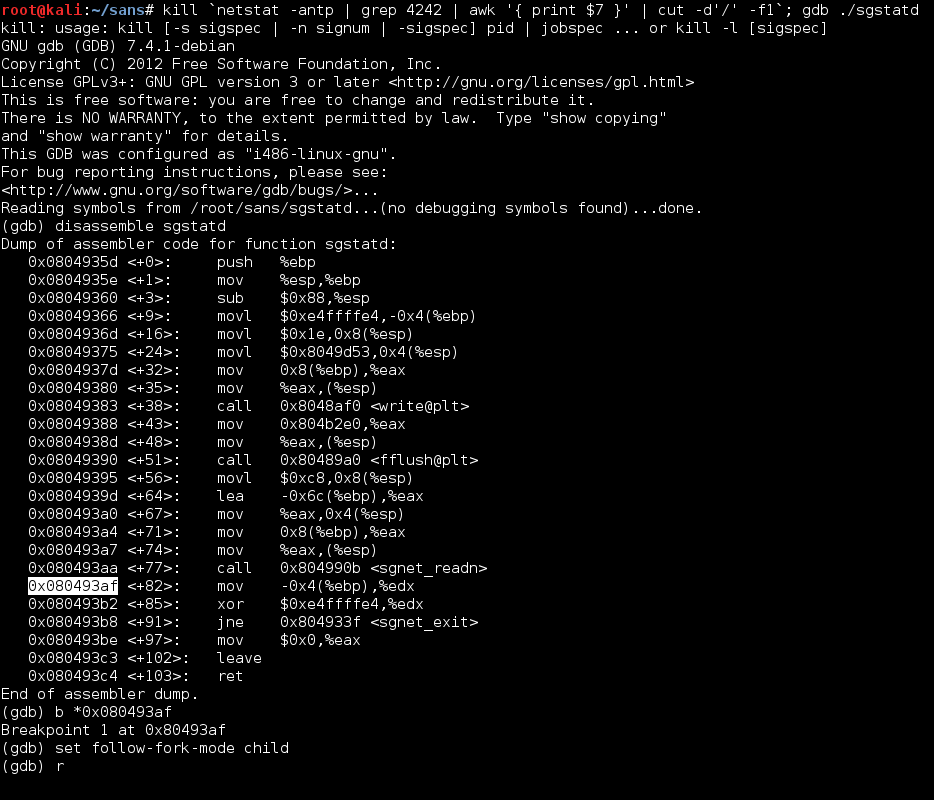 root@kali:~/sans# kill `netstat -antp | grep 4242 | awk '{ print $7 }' | cut -d'/' -f1`; gdb ./sgstatd
kill: usage: kill [-s sigspec | -n signum | -sigspec] pid | jobspec ... or kill -l [sigspec]
GNU gdb (GDB) 7.4.1-debian
Copyright (C) 2012 Free Software Foundation, Inc.
License GPLv3+: GNU GPL version 3 or later <http://gnu.org/licenses/gpl.html>
This is free software: you are free to change and redistribute it.
There is NO WARRANTY, to the extent permitted by law.  Type "show copying"
and "show warranty" for details.
This GDB was configured as "i486-linux-gnu".
For bug reporting instructions, please see:
<http://www.gnu.org/software/gdb/bugs/>...
Reading symbols from /root/sans/sgstatd...(no debugging symbols found)...done.
(gdb) disassemble sgstatd
Dump of assembler code for function sgstatd:
   0x0804935d <+0>:     push   %ebp
   0x0804935e <+1>:     mov    %esp,%ebp
   0x08049360 <+3>:     sub    $0x88,%esp
   0x08049366 <+9>:     movl   $0xe4ffffe4,-0x4(%ebp)
   0x0804936d <+16>:    movl   $0x1e,0x8(%esp)
   0x08049375 <+24>:    movl   $0x8049d53,0x4(%esp)
   0x0804937d <+32>:    mov    0x8(%ebp),%eax
   0x08049380 <+35>:    mov    %eax,(%esp)
   0x08049383 <+38>:    call   0x8048af0 <write@plt>
   0x08049388 <+43>:    mov    0x804b2e0,%eax
   0x0804938d <+48>:    mov    %eax,(%esp)
   0x08049390 <+51>:    call   0x80489a0 <fflush@plt>
   0x08049395 <+56>:    movl   $0xc8,0x8(%esp)
   0x0804939d <+64>:    lea    -0x6c(%ebp),%eax
   0x080493a0 <+67>:    mov    %eax,0x4(%esp)
   0x080493a4 <+71>:    mov    0x8(%ebp),%eax
   0x080493a7 <+74>:    mov    %eax,(%esp)
   0x080493aa <+77>:    call   0x804990b <sgnet_readn>
   0x080493af <+82>:    mov    -0x4(%ebp),%edx
   0x080493b2 <+85>:    xor    $0xe4ffffe4,%edx
   0x080493b8 <+91>:    jne    0x804933f <sgnet_exit>
   0x080493be <+97>:    mov    $0x0,%eax
   0x080493c3 <+102>:   leave
   0x080493c4 <+103>:   ret
End of assembler dump.
(gdb) b *0x080493af
Breakpoint 1 at 0x80493af
(gdb) set follow-fork-mode child
(gdb) r